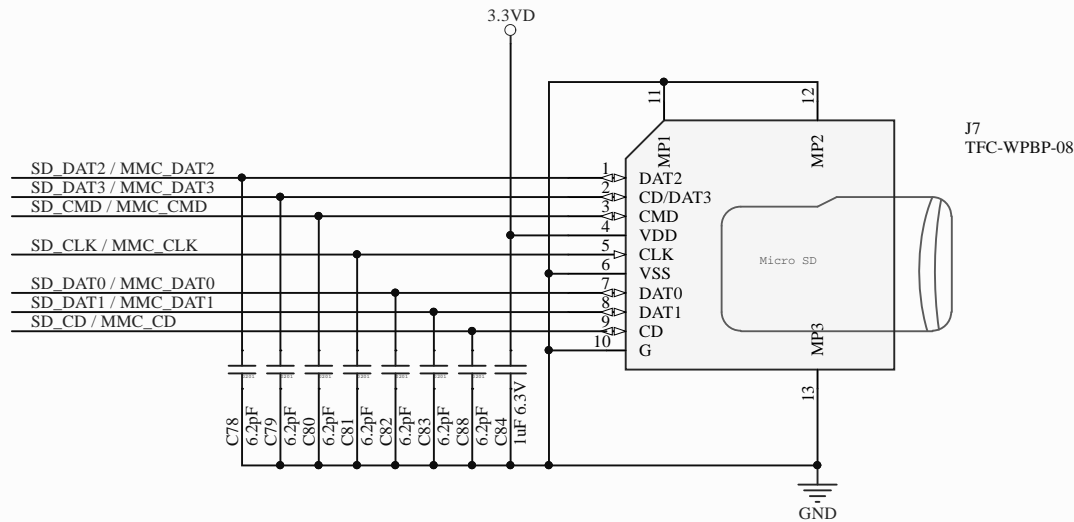 3.3VD
11
12
J7
TFC-WPBP-08
MP1
MP2
SD_DAT2 / MMC_DAT2
1
DAT2
SD_DAT3 / MMC_DAT3
2
CD/DAT3
SD_CMD / MMC_CMD
3
CMD
4
VDD
SD_CLK / MMC_CLK
5
CLK
Micro SD
6
VSS
SD_DAT0 / MMC_DAT0
7
DAT0
SD_DAT1 / MMC_DAT1
8
DAT1
SD_CD / MMC_CD
9
CD
MP3
10
G
13
C78
6.2pF
C79
6.2pF
C80
6.2pF
C81
6.2pF
C82
6.2pF
C83
6.2pF
C88
6.2pF
C84
1uF 6.3V
GND